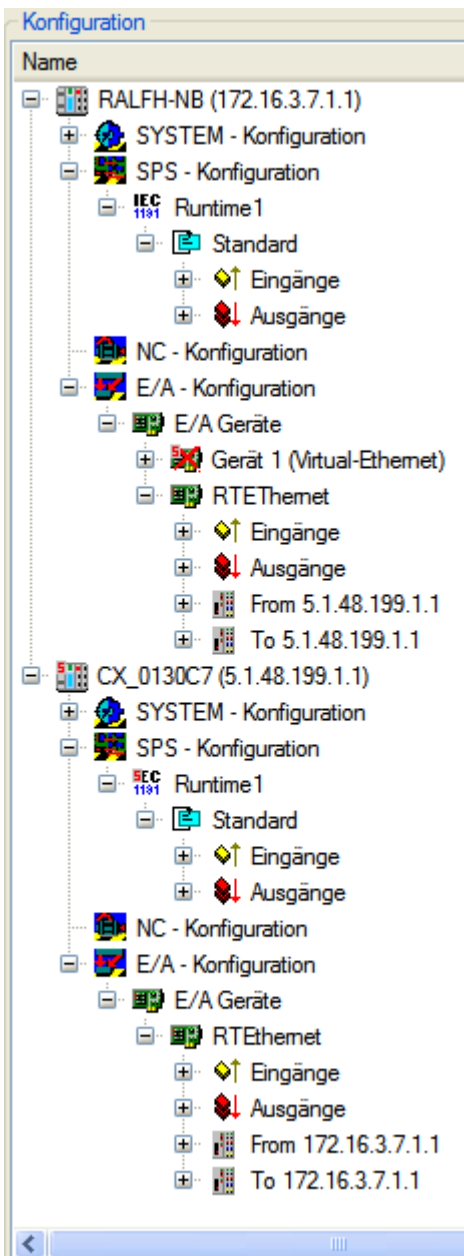 Konfiguration
Name
RALFH-NB (172.16.3.7.1.1)
SYSTEM - Konfiguration
SPS - Konfiguration
IEC 1131 Runtime1
Standard
Eingänge
Ausgänge
NC - Konfiguration
E/A - Konfiguration
E/A Geräte
Gerät 1 (Virtual-Ethernet)
RTEThernet
Eingänge
Ausgänge
From 5.1.48.199.1.1
To 5.1.48.199.1.1
CX_0130C7 (5.1.48.199.1.1)
SYSTEM - Konfiguration
SPS - Konfiguration
SEC 1131 Runtime1
Standard
Eingänge
Ausgänge
NC - Konfiguration
E/A - Konfiguration
E/A Geräte
RTEthernet
Eingänge
Ausgänge
From 172.16.3.7.1.1
To 172.16.3.7.1.1